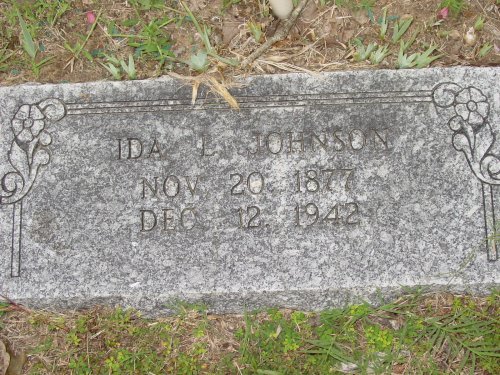 IDA L. JOHNSON
NOV. 20, 1877
DEC. 12, 1942